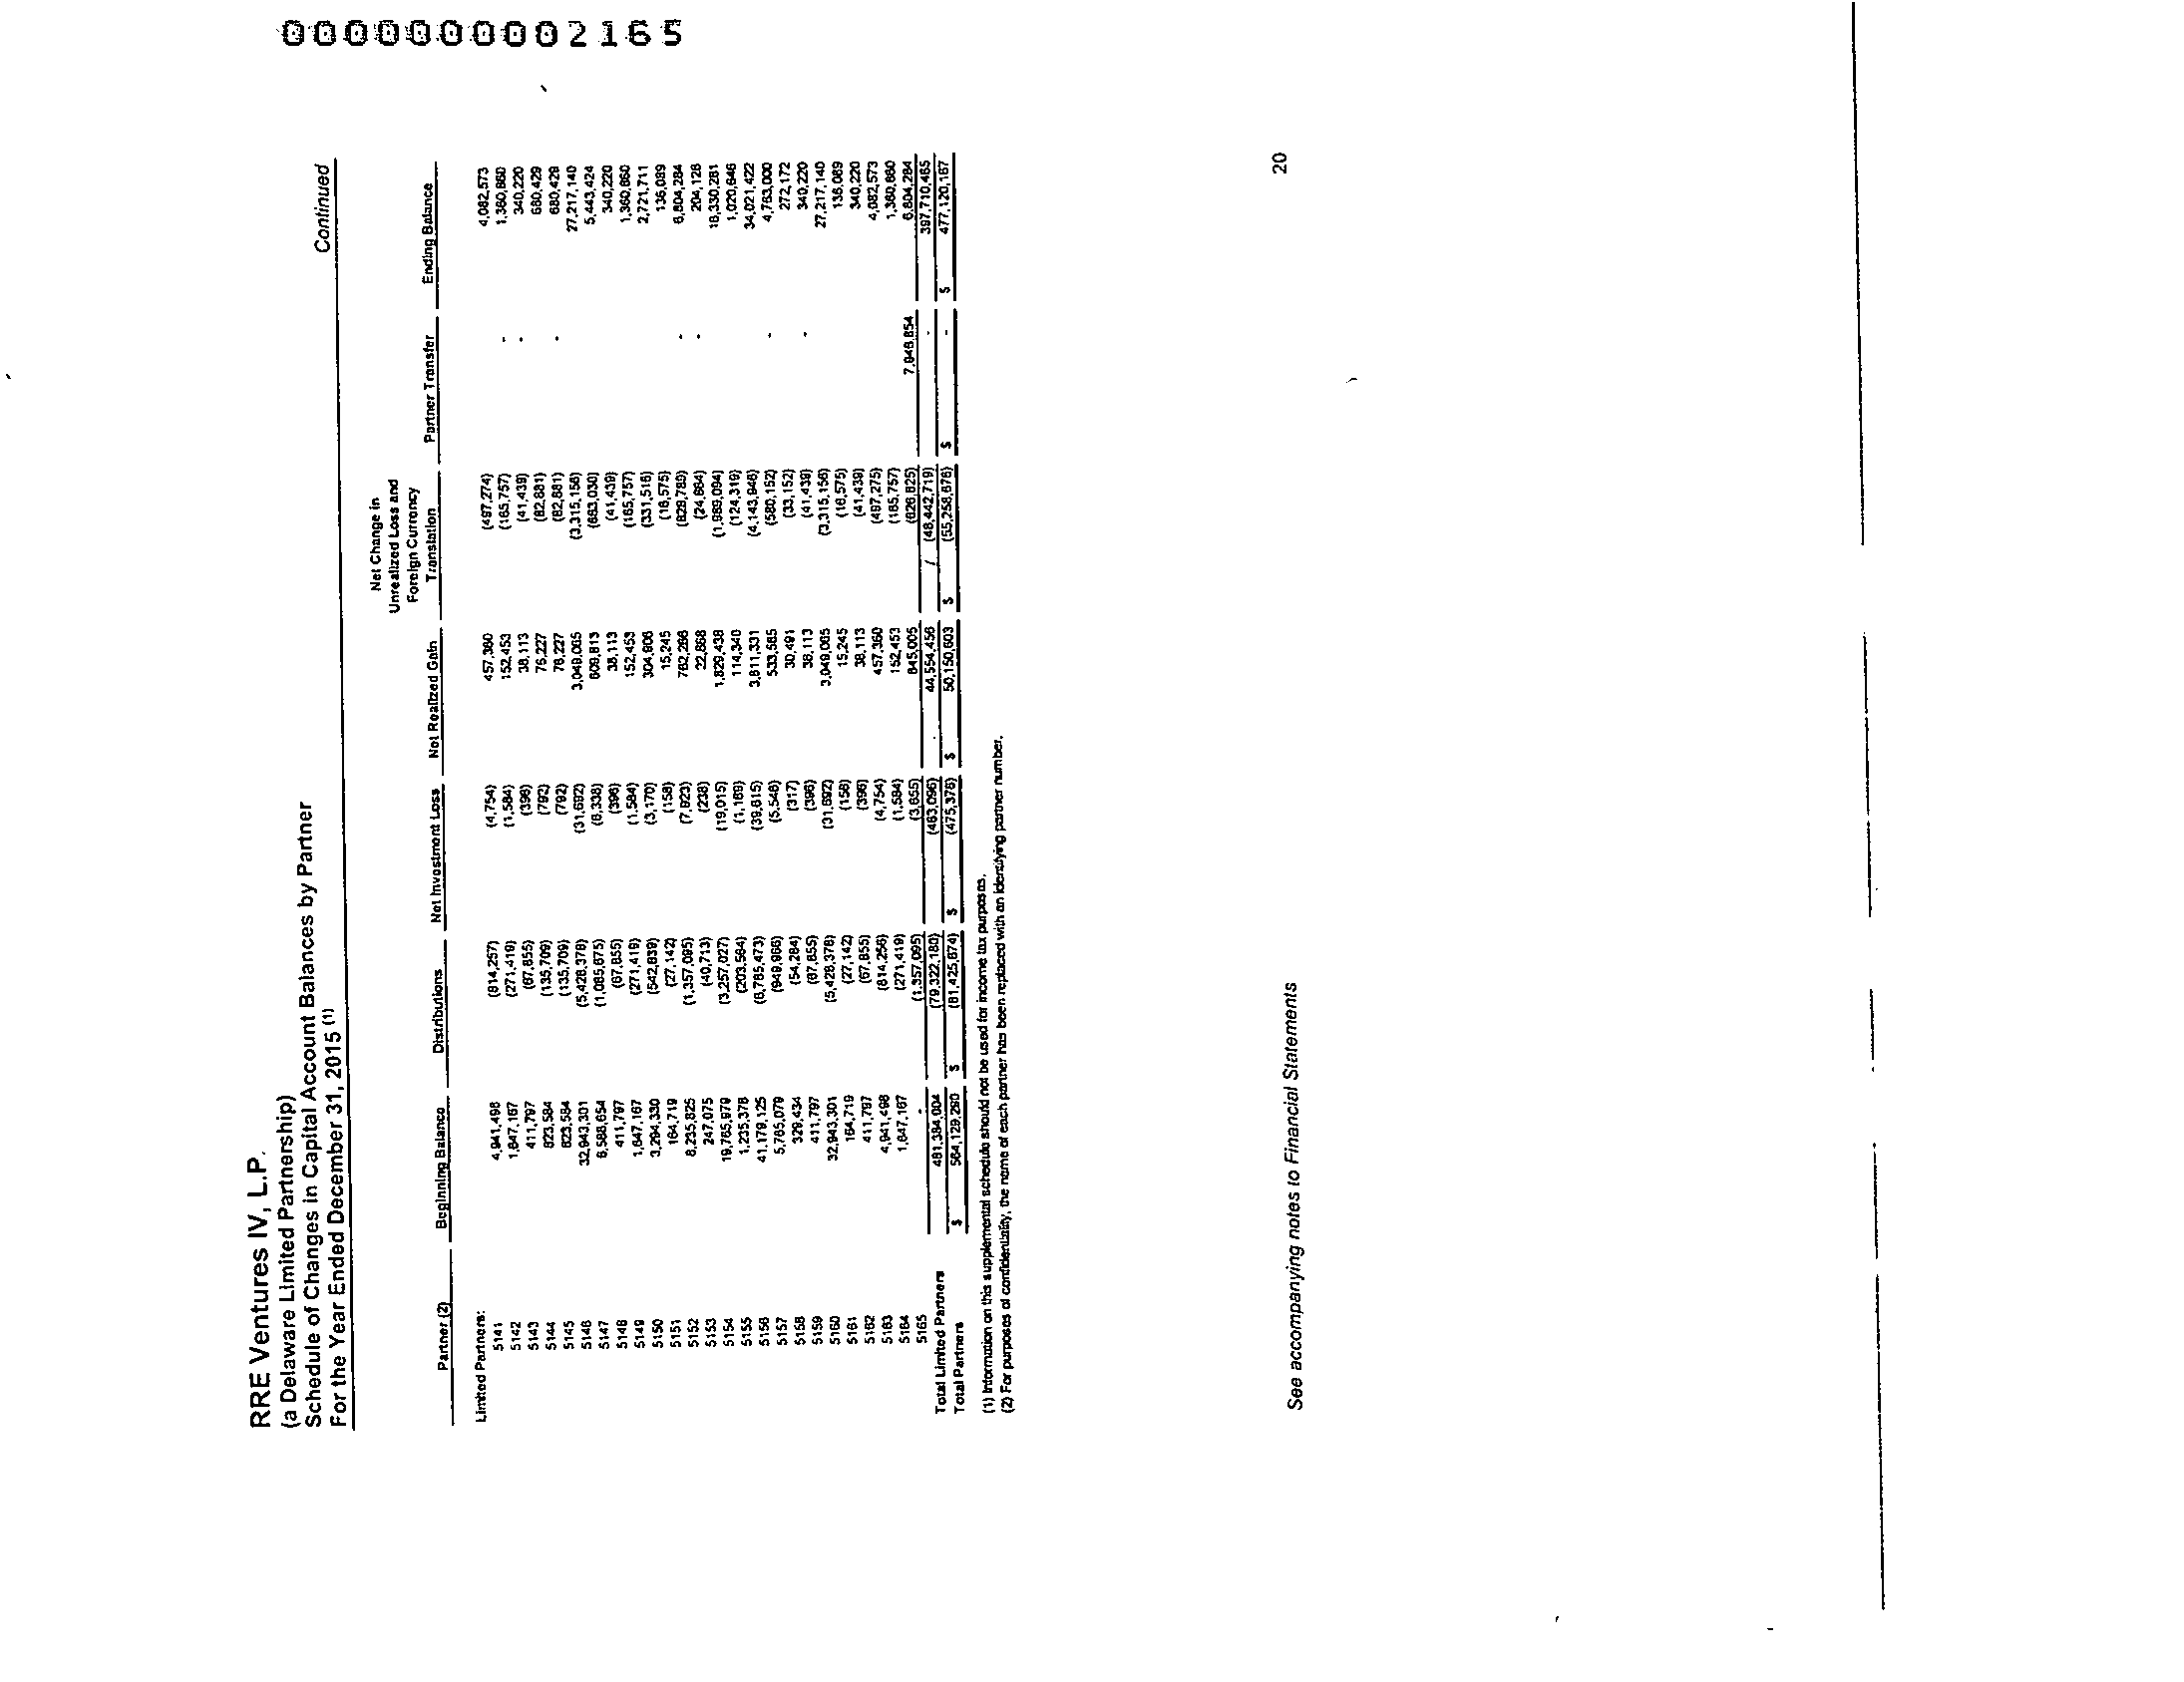 0000000002165
RRE Ventures IV, L.P.
(a Delaware Limited Partnership)
Schedule of Changes in Capital Account Balances by Partner
For the Year Ended December 31, 2015 (1) Continued
Net Change in
Unrealized Loss and
Foreign Currency
Partner (2) Beginning Balance Distributions Net Investment Loss Net Realized Gain Translation Partner Transfer Ending Balance
Limited Partners:
5141 4,941,498 (814,257) (4,754) 457,360 (497,274) 4,082,573
5142 1,647,167 (271,419) (1,584) 152,453 (165,757) - 1,360,860
5143 411,797 (67,855) (396) 38,113 (41,439) - 340,220
5144 823,584 (135,709) (792) 76,227 (82,881) 680,429
5145 823,584 (135,709) (792) 76,227 (82,881) - 680,429
5146 32,943,301 (5,428,378) (31,692) 3,049,065 (3,315,156) 27,217,140
5147 6,588,654 (1,085,675) (6,338) 609,813 (663,030) 5,443,424
5148 411,797 (67,855) (396) 38,113 (41,439) 340,220
5149 1,647,167 (271,419) (1,584) 152,453 (165,757) 1,360,860
5150 3,294,330 (542,839) (3,170) 304,906 (331,516) 2,721,711
5151 164,719 (27,142) (158) 15,245 (16,575) 136,089
5152 8,235,825 (1,357,095) (7,923) 762,266 (828,789) - 6,804,284
5153 247,075 (40,713) (238) 22,868 (24,864) - 204,128
5154 19,765,979 (3,257,027) (19,015) 1,829,438 (1,989,094) 16,330,281
5155 1,235,378 (203,564) (1,189) 114,340 (124,319) 1,020,646
5156 41,179,125 (6,785,473) (39,615) 3,811,331 (4,143,946) 34,021,422
5157 5,765,079 (949,966) (5,546) 533,585 (580,152) - 4,763,000
5158 329,434 (54,284) (317) 30,491 (33,152) 272,172
5159 411,797 (67,855) (396) 38,113 (41,439) - 340,220
5160 32,943,301 (5,428,378) (31,692) 3,049,065 (3,315,156) 27,217,140
5161 164,719 (27,142) (158) 15,245 (16,575) 136,089
5162 411,797 (67,855) (396) 38,113 (41,439) 340,220
5163 4,941,498 (814,256) (4,754) 457,360 (497,275) 4,082,573
5164 1,647,167 (271,419) (1,584) 152,453 (165,757) 1,360,860
5165 - (1,357,095) (3,655) 845,005 (826,825) 7,946,854 6,804,284
Total Limited Partners 481,384,004 (79,322,180) (463,096) 44,554,456 (48,442,719) - 397,710,465
Total Partners $ 564,129,290 $ (81,425,674) $ (475,376) $ 50,150,603 $ (55,258,676) $ - $ 477,120,167
(1) Information on this supplemental schedule should not be used for income tax purposes.
(2) For purposes of confidentiality, the name of each partner has been replaced with an identifying partner number.
See accompanying notes to Financial Statements 20